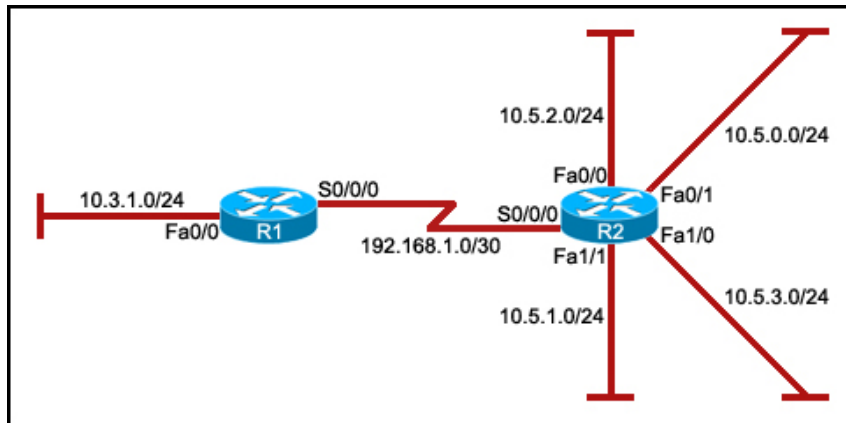 10.5.2.0/24
10.5.0.0/24
10.3.1.0/24
Fa0/0
R1
S0/0/0
192.168.1.0/30
S0/0/0
Fa0/0
Fa0/1
R2
Fa1/0
Fa1/1
10.5.1.0/24
10.5.3.0/24